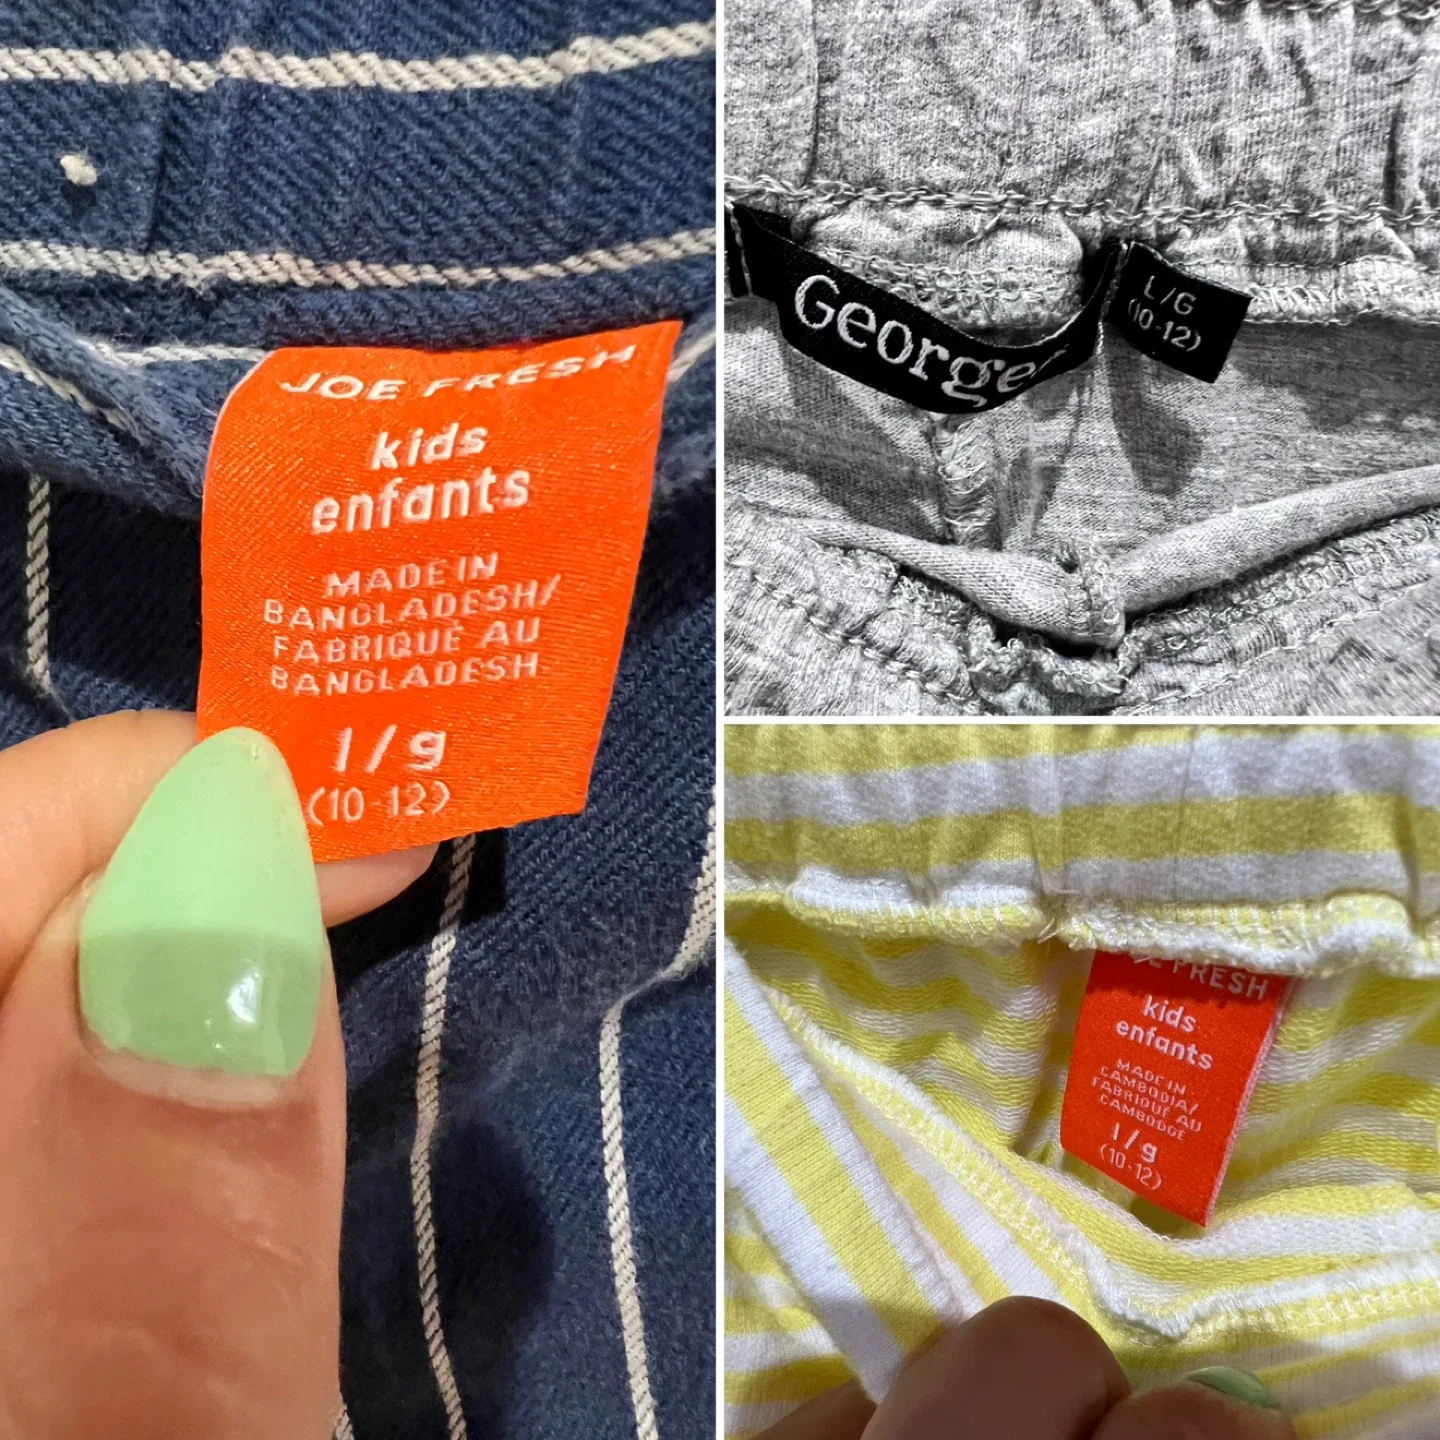 JOE FRESH
kids
enfants
MADE IN
BANGLADESH/
FABRIQUÉ AU
BANGLADESH
l/g
(10-12)
George
L/G
(10-12)
FRESH
kids
enfants
MADE IN
CAMBODIA/
FABRIQUÉ AU
CAMBODGE
l/g
(10-12)